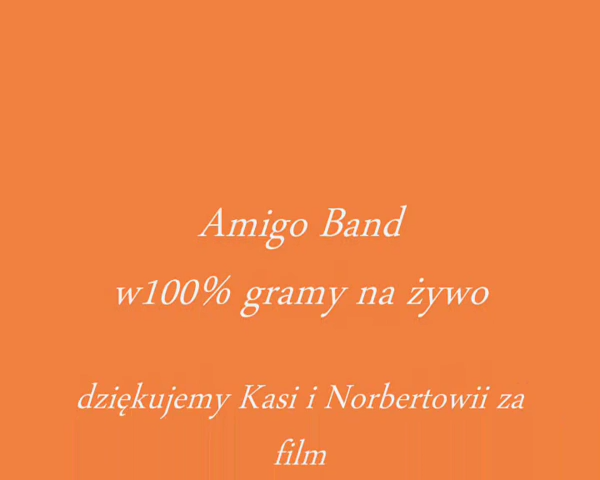 Amigo Band
w100% gramy na żywo
dziękujemy Kasi i Norbertowii za
film